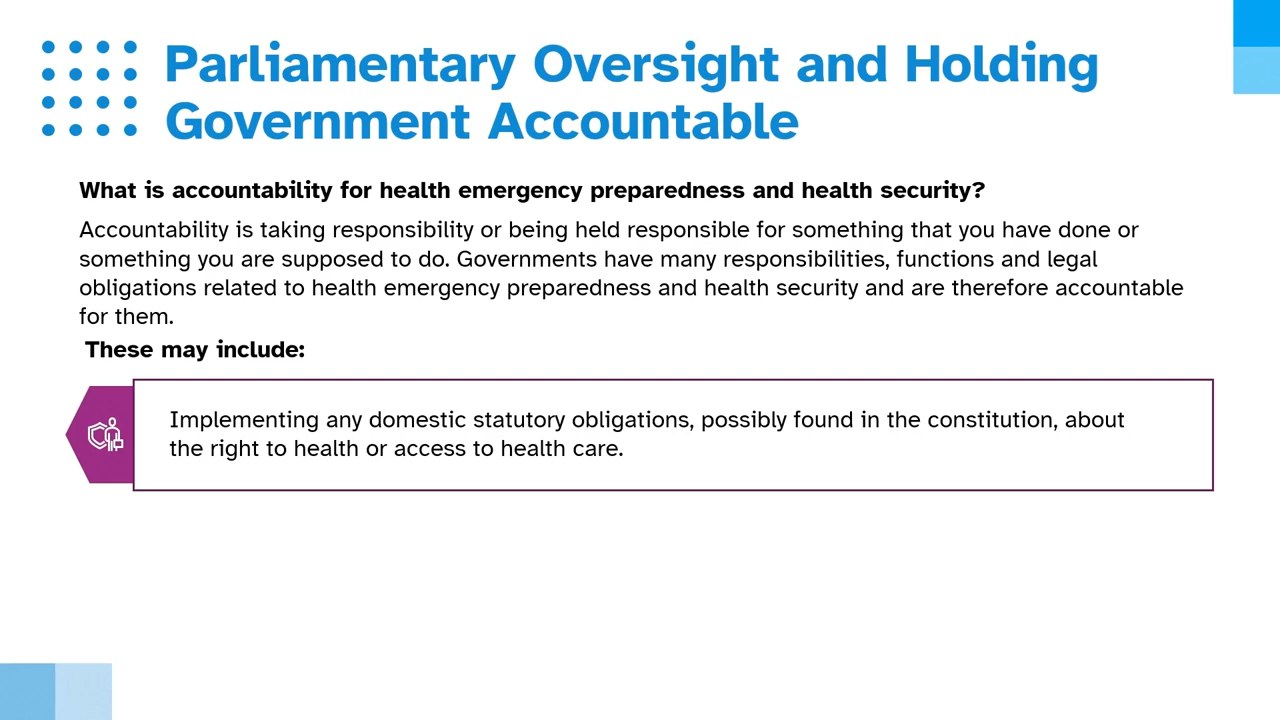 Parliamentary Oversight and Holding
Government Accountable
What is accountability for health emergency preparedness and health security?
Accountability is taking responsibility or being held responsible for something that you have done or
something you are supposed to do. Governments have many responsibilities, functions and legal
obligations related to health emergency preparedness and health security and are therefore accountable
for them.
These may include:
Implementing any domestic statutory obligations, possibly found in the constitution, about
the right to health or access to health care.